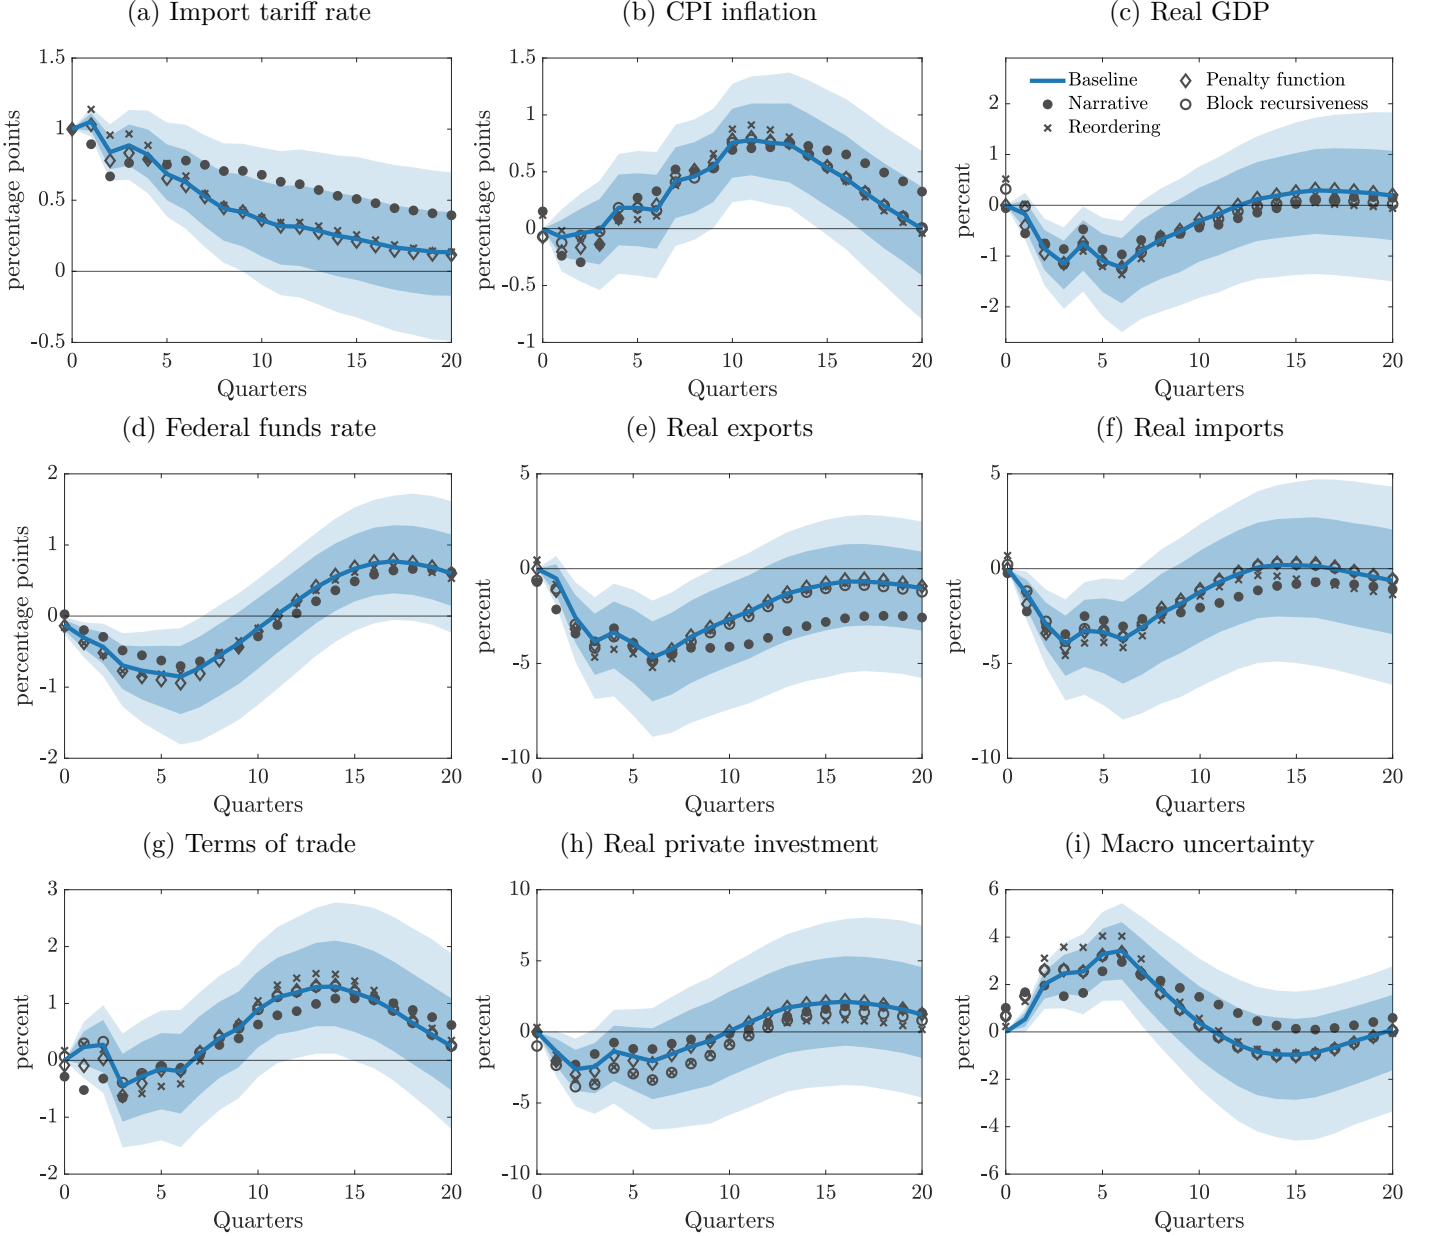 (a) Import tariff rate
(b) CPI inflation
(c) Real GDP
percentage points
1.5
1
0.5
0
-0.5
0 5 10 15 20
Quarters
percentage points
1.5
1
0.5
0
-0.5
-1
0 5 10 15 20
Quarters
percent
2
1
0
-1
-2
Baseline
Narrative
Reordering
Penalty function
Block recursiveness
0 5 10 15 20
Quarters
(d) Federal funds rate
(e) Real exports
(f) Real imports
percentage points
2
1
0
-1
-2
0 5 10 15 20
Quarters
percent
5
0
-5
-10
0 5 10 15 20
Quarters
percent
5
0
-5
-10
0 5 10 15 20
Quarters
(g) Terms of trade
(h) Real private investment
(i) Macro uncertainty
percent
3
2
1
0
-1
-2
0 5 10 15 20
Quarters
percent
10
5
0
-5
-10
0 5 10 15 20
Quarters
percent
6
4
2
0
-2
-4
-6
0 5 10 15 20
Quarters